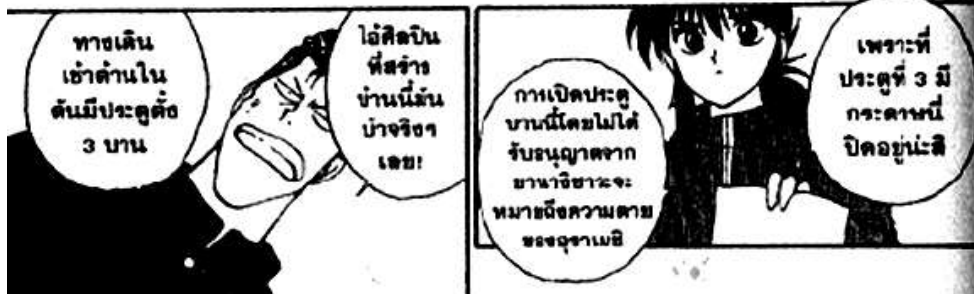 เพราะที่
ประตูที่ 3 มี
กระดาษนี่
ปิดอยู่น่ะสิ
การเปิดประตู
บานนี้โดยไม่ได้
รับอนุญาตจาก
ยานางิซาวะจะ
หมายถึงความตาย
ของอุราเมชิ
ไอ้ศิลปิน
ที่สร้าง
บ้านนี่มัน
บ้าจริงๆ
เลย!
ทางเดิน
เข้าด้านใน
ดันมีประตูตั้ง
3 บาน